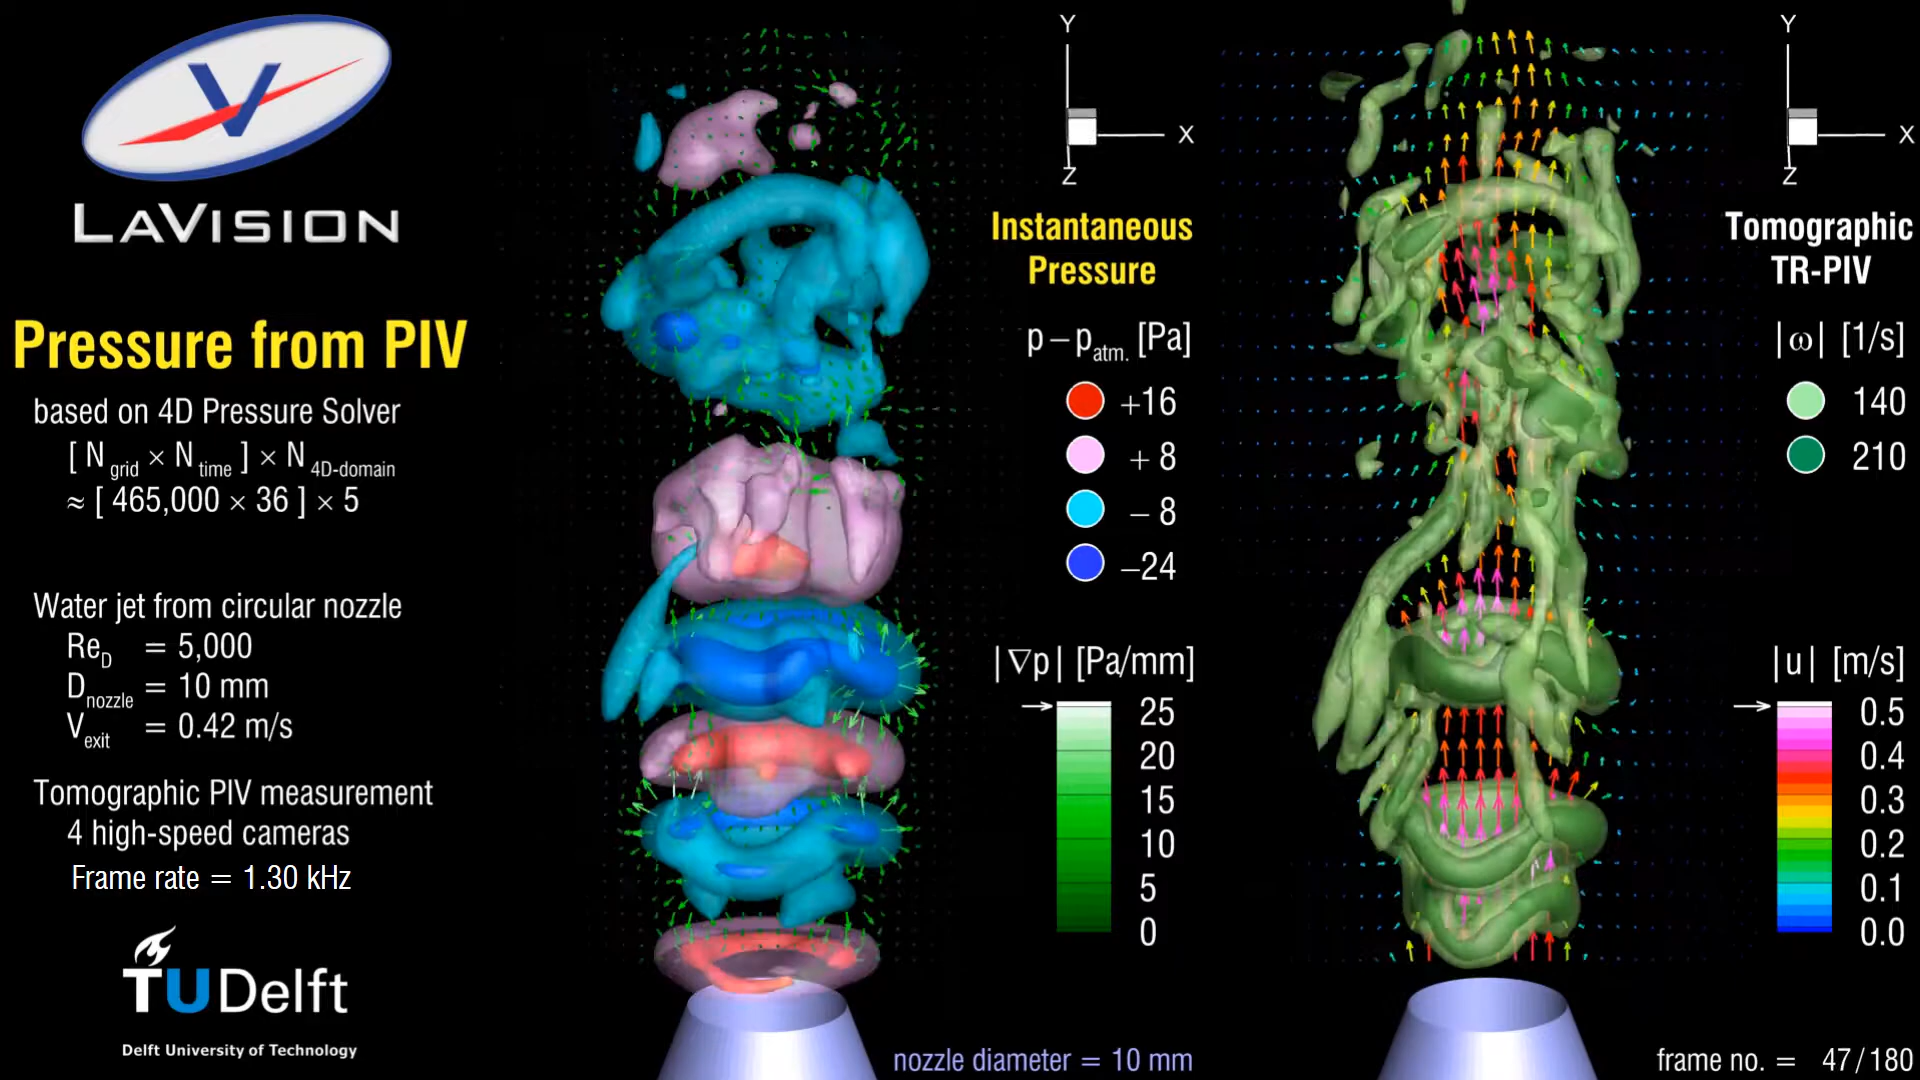 LAVISION
Pressure from PIV
based on 4D Pressure Solver
[ N grid × N time ] × N 4D-domain
≈ [ 465,000 × 36 ] × 5
Water jet from circular nozzle
Re_D = 5,000
D_nozzle = 10 mm
V_exit = 0.42 m/s
Tomographic PIV measurement
4 high-speed cameras
Frame rate = 1.30 kHz
TUDelft
Delft University of Technology
Y
X
Z
Instantaneous
Pressure
p – p_atm. [Pa]
+16
+ 8
– 8
–24
|∇p| [Pa/mm]
25
20
15
10
5
0
nozzle diameter = 10 mm
Y
X
Z
Tomographic
TR-PIV
|ω| [1/s]
140
210
|u| [m/s]
0.5
0.4
0.3
0.2
0.1
0.0
frame no. = 47/180